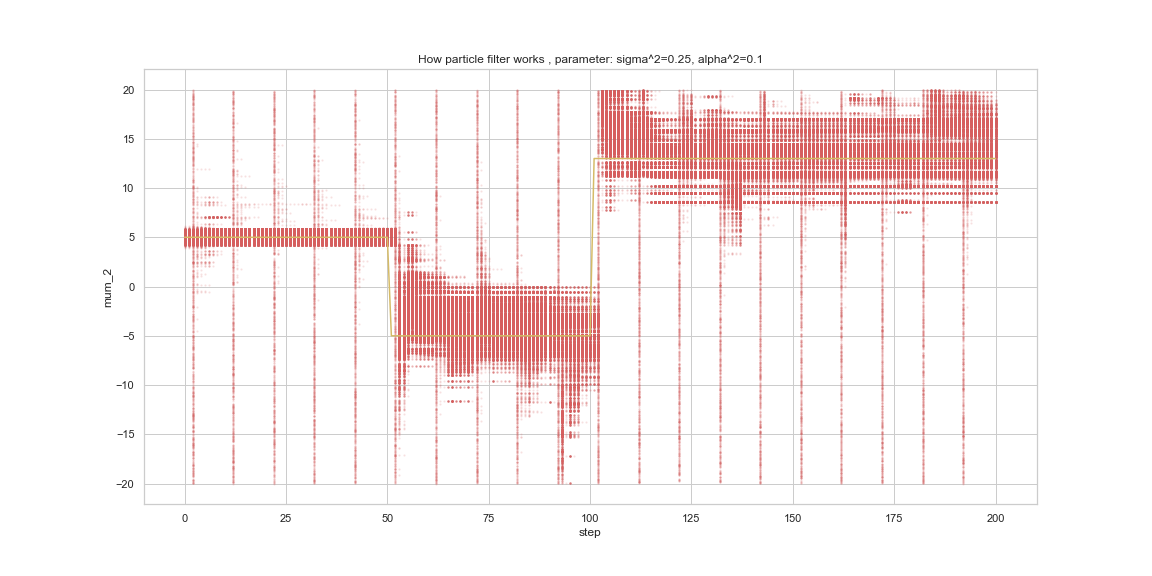 How particle filter works , parameter: sigma^2=0.25, alpha^2=0.1
20
15
10
5
0
−5
−10
−15
−20
mum_2
0 25 50 75 100 125 150 175 200
step